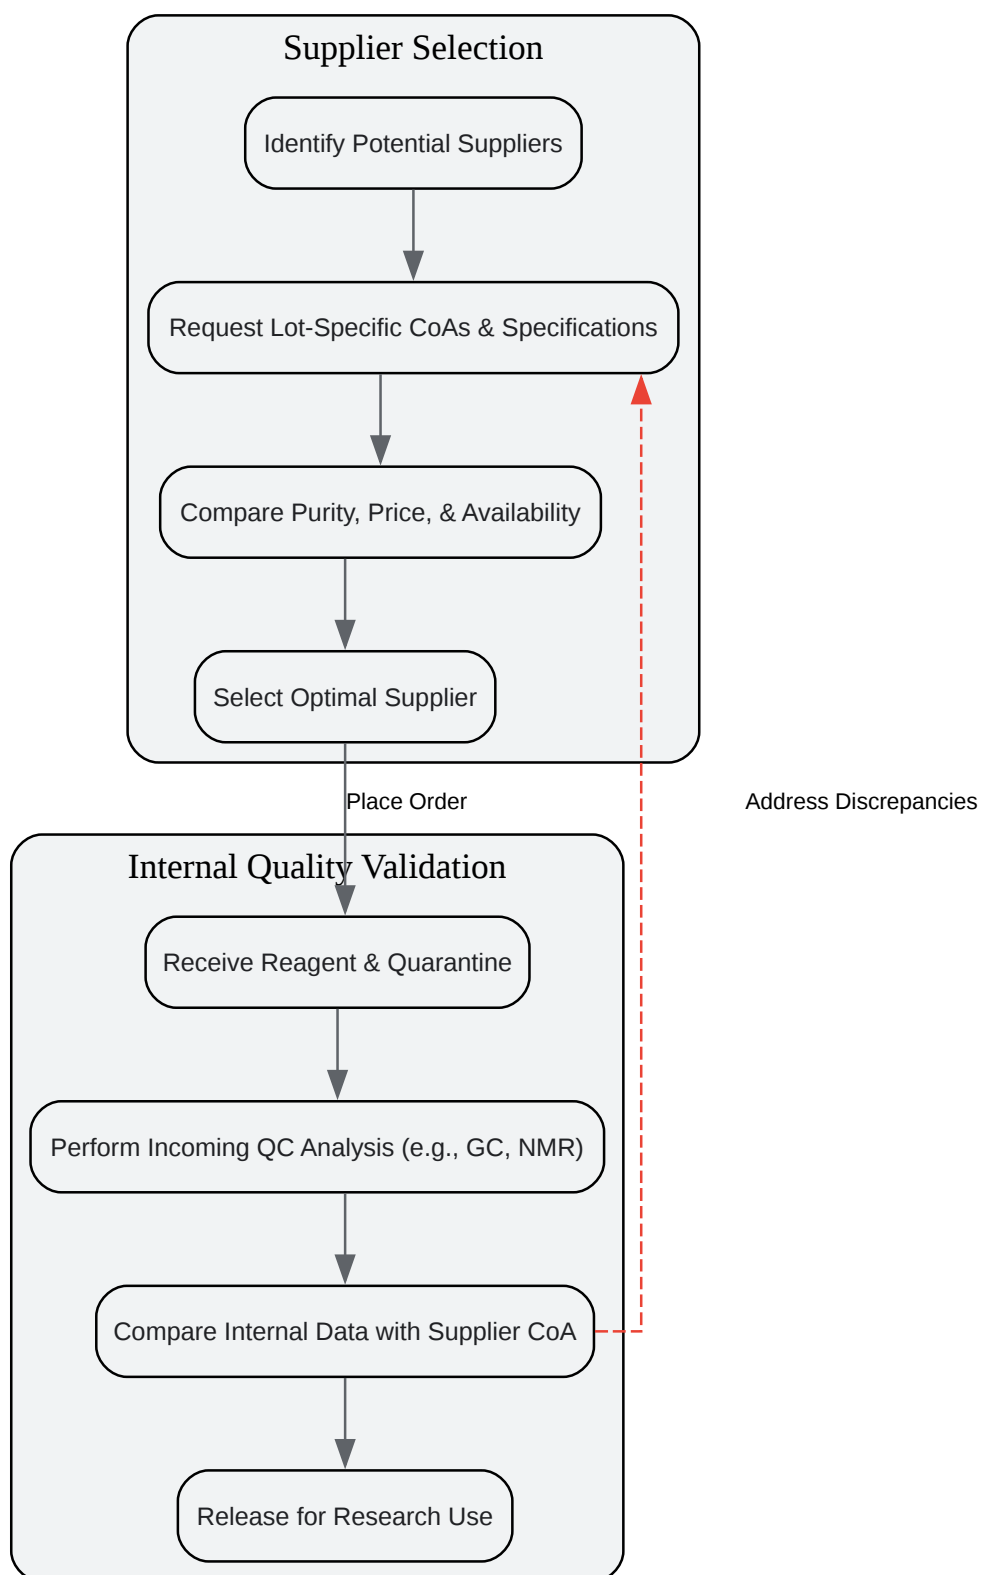 Supplier Selection
Identify Potential Suppliers
Request Lot-Specific CoAs & Specifications
Compare Purity, Price, & Availability
Select Optimal Supplier
Place Order
Address Discrepancies
Internal Quality Validation
Receive Reagent & Quarantine
Perform Incoming QC Analysis (e.g., GC, NMR)
Compare Internal Data with Supplier CoA
Release for Research Use